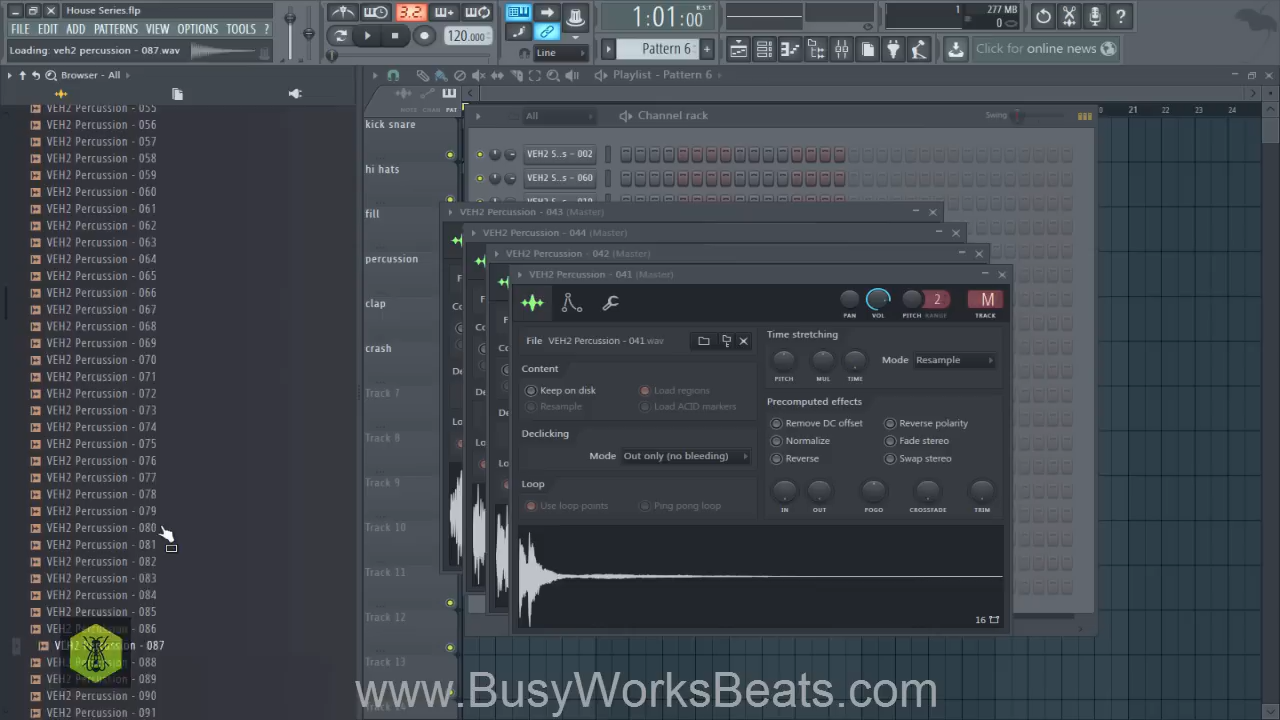 House Series.flp
FILE EDIT ADD PATTERNS VIEW OPTIONS TOOLS ?
Loading: veh2 percussion - 087 wav
3.2
120.000
1:01:00
Line
Pattern 6
1
277 MB
0
Click for online news
Browser - All
Playlist - Pattern 6
VEH2 Percussion - 055
VEH2 Percussion - 056
VEH2 Percussion - 057
VEH2 Percussion - 058
VEH2 Percussion - 059
VEH2 Percussion - 060
VEH2 Percussion - 061
VEH2 Percussion - 062
VEH2 Percussion - 063
VEH2 Percussion - 064
VEH2 Percussion - 065
VEH2 Percussion - 066
VEH2 Percussion - 067
VEH2 Percussion - 068
VEH2 Percussion - 069
VEH2 Percussion - 070
VEH2 Percussion - 071
VEH2 Percussion - 072
VEH2 Percussion - 073
VEH2 Percussion - 074
VEH2 Percussion - 075
VEH2 Percussion - 076
VEH2 Percussion - 077
VEH2 Percussion - 078
VEH2 Percussion - 079
VEH2 Percussion - 080
VEH2 Percussion - 081
VEH2 Percussion - 082
VEH2 Percussion - 083
VEH2 Percussion - 084
VEH2 Percussion - 085
VEH2 Percussion - 086
VEH2 Percussion - 087
VEH2 Percussion - 088
VEH2 Percussion - 089
VEH2 Percussion - 090
VEH2 Percussion - 091
NOTE CHAN PAT
21 22 23 24
kick snare
hi hats
fill
percussion
clap
crash
Track 7
Track 8
Track 9
Track 10
Track 11
Track 12
Track 13
All
Channel rack
Swing
VEH2 S..s - 002
VEH2 S..s - 060
VEH2 Percussion - 043 (Master)
VEH2 Percussion - 044 (Master)
VEH2 Percussion - 042 (Master)
VEH2 Percussion - 041 (Master)
PAN VOL PITCH RANGE 2
M
TRACK
File VEH2 Percussion - 041.wav
Content
Keep on disk
Load regions
Resample
Load ACID markers
Declicking
Mode Out only (no bleeding)
Loop
Use loop points
Ping pong loop
Time stretching
PITCH MUL TIME
Mode Resample
Precomputed effects
Remove DC offset
Reverse polarity
Normalize
Fade stereo
Reverse
Swap stereo
IN OUT POGO CROSSFADE TRIM
16
www.BusyWorksBeats.com